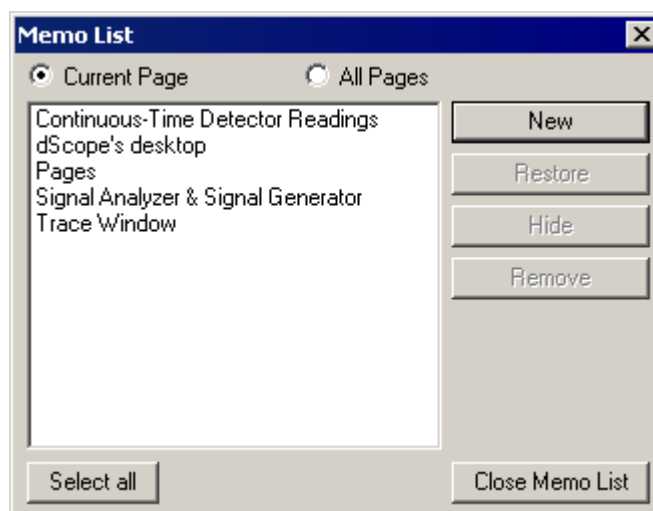 Memo List
Current Page All Pages
Continuous-Time Detector Readings
dScope's desktop
Pages
Signal Analyzer & Signal Generator
Trace Window
New
Restore
Hide
Remove
Select all
Close Memo List